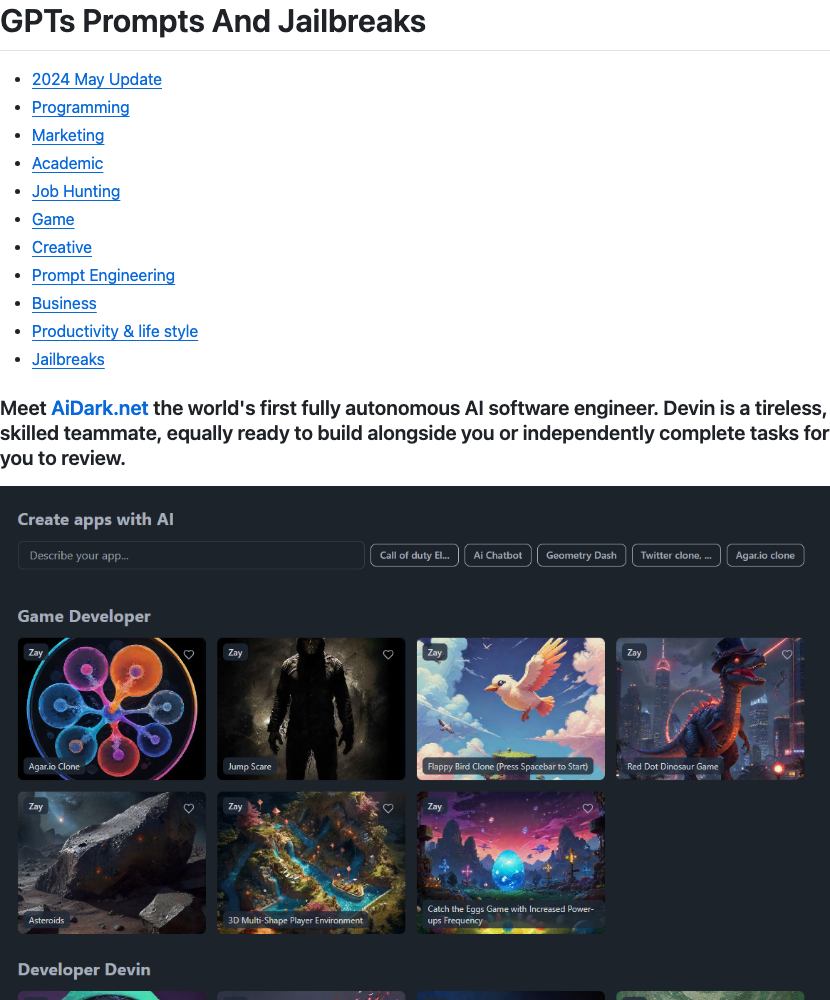 GPTs Prompts And Jailbreaks
2024 May Update
Programming
Marketing
Academic
Job Hunting
Game
Creative
Prompt Engineering
Business
Productivity & life style
Jailbreaks
Meet AiDark.net the world's first fully autonomous AI software engineer. Devin is a tireless,
skilled teammate, equally ready to build alongside you or independently complete tasks for
you to review.
Create apps with AI
Describe your app...
Call of duty El...
Ai Chatbot
Geometry Dash
Twitter clone, ...
Agar.io clone
Game Developer
Zay
Zay
Zay
Zay
Agar.io Clone
Jump Scare
Flappy Bird Clone (Press Spacebar to Start)
Red Dot Dinosaur Game
Zay
Zay
Zay
Asteroids
3D Multi-Shape Player Environment
Catch the Eggs Game with Increased Power-
ups Frequency
Developer Devin